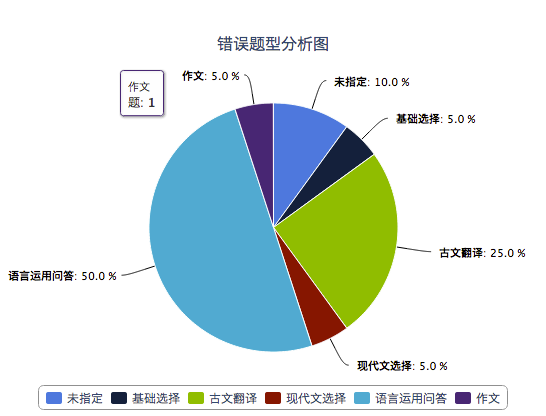 错误题型分析图
作文
题: 1
作文: 5.0 %
未指定: 10.0 %
基础选择: 5.0 %
古文翻译: 25.0 %
语言运用问答: 50.0 %
现代文选择: 5.0 %
未指定 基础选择 古文翻译 现代文选择 语言运用问答 作文